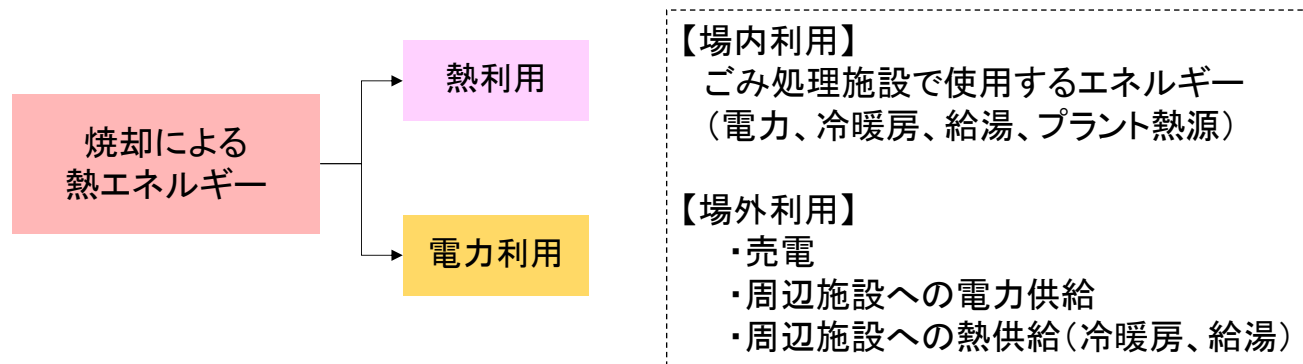 焼却による
熱エネルギー
熱利用
電力利用
【場内利用】
ごみ処理施設で使用するエネルギー
（電力、冷暖房、給湯、プラント熱源）
【場外利用】
・売電
・周辺施設への電力供給
・周辺施設への熱供給（冷暖房、給湯）